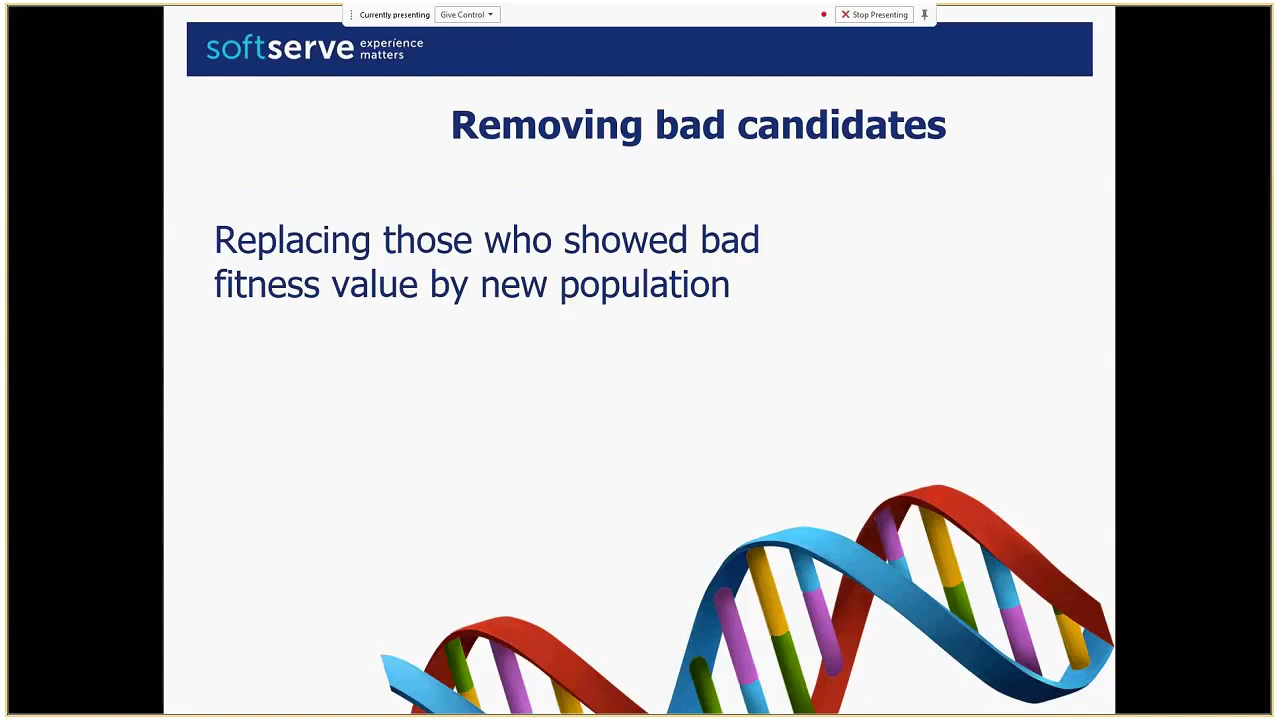 Currently presenting Give Control Stop Presenting
softserve experience matters
Removing bad candidates
Replacing those who showed bad
fitness value by new population